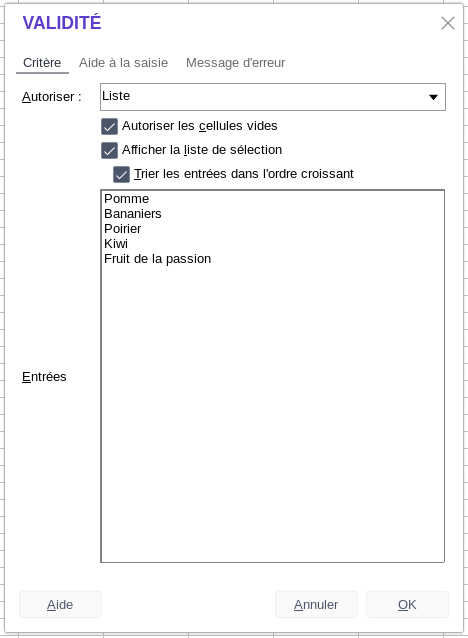 VALIDITÉ
Critère Aide à la saisie Message d'erreur
Autoriser : Liste
Autoriser les cellules vides
Afficher la liste de sélection
Trier les entrées dans l'ordre croissant
Pomme
Bananiers
Poirier
Kiwi
Fruit de la passion
Entrées
Aide Annuler OK